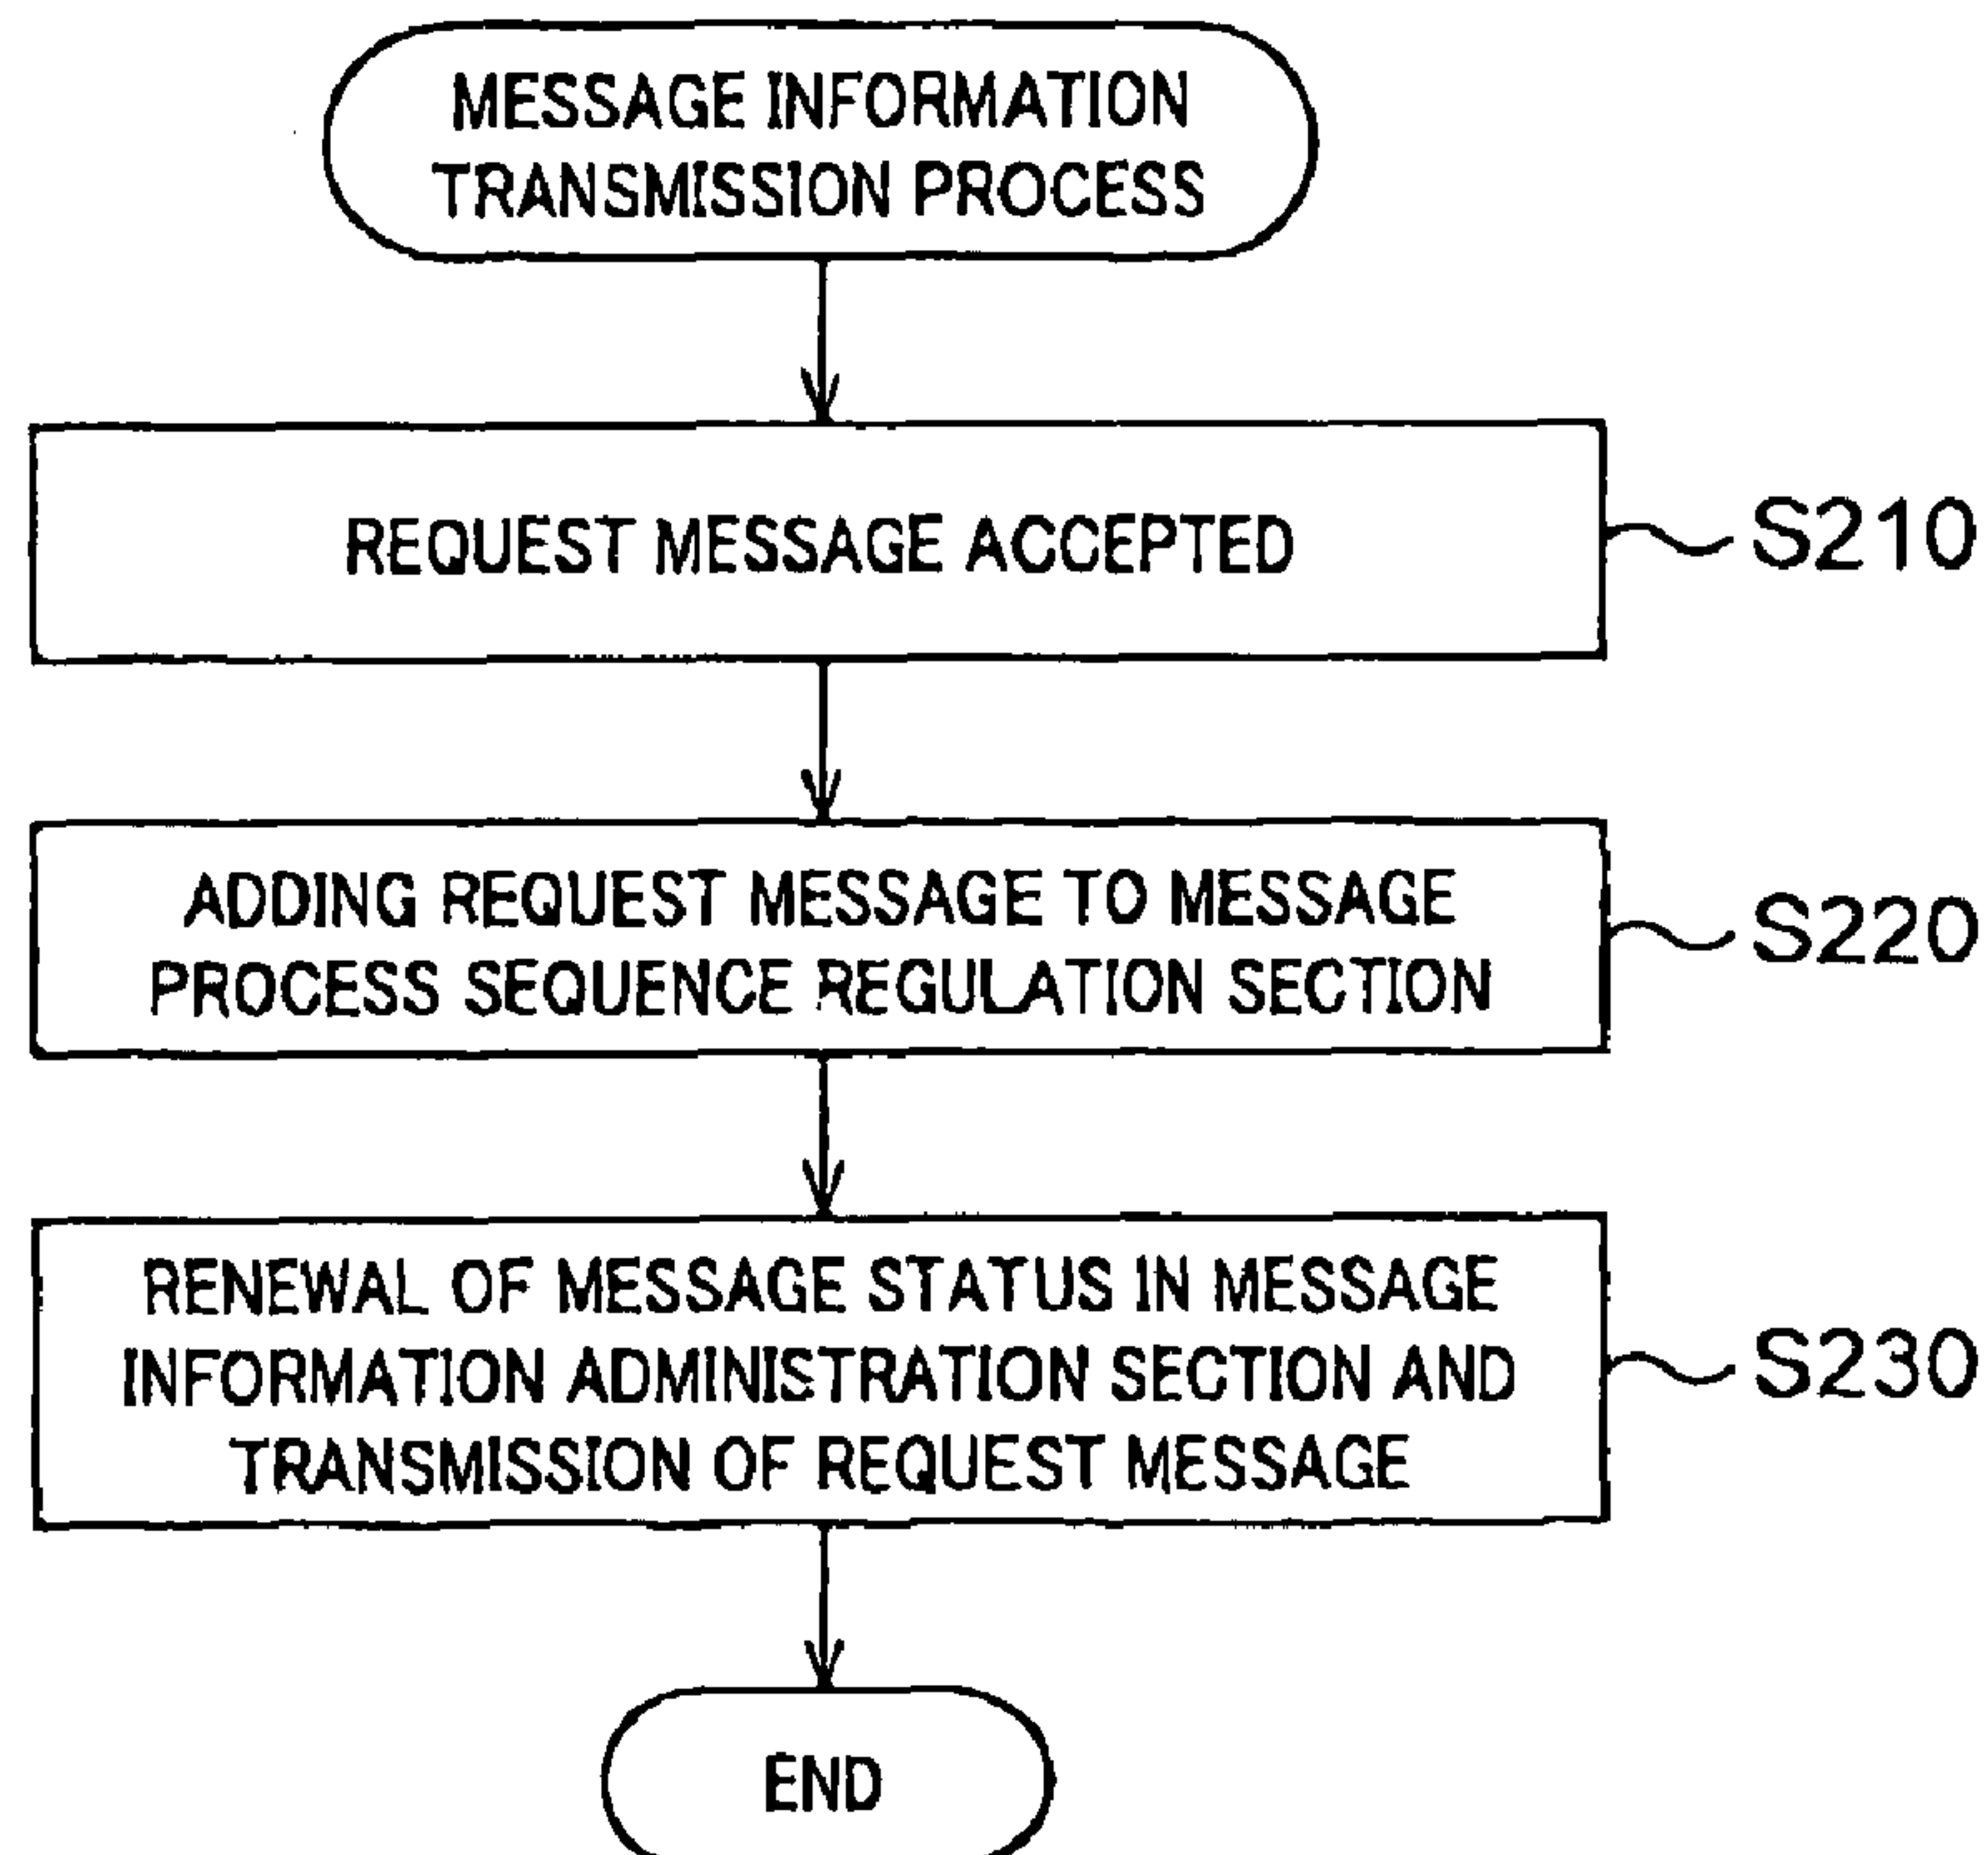 MESSAGE INFORMATION
TRANSMISSION PROCESS
REQUEST MESSAGE ACCEPTED
S210
ADDING REQUEST MESSAGE TO MESSAGE
PROCESS SEQUENCE REGULATION SECTION
S220
RENEWAL OF MESSAGE STATUS IN MESSAGE
INFORMATION ADMINISTRATION SECTION AND
TRANSMISSION OF REQUEST MESSAGE
S230
END